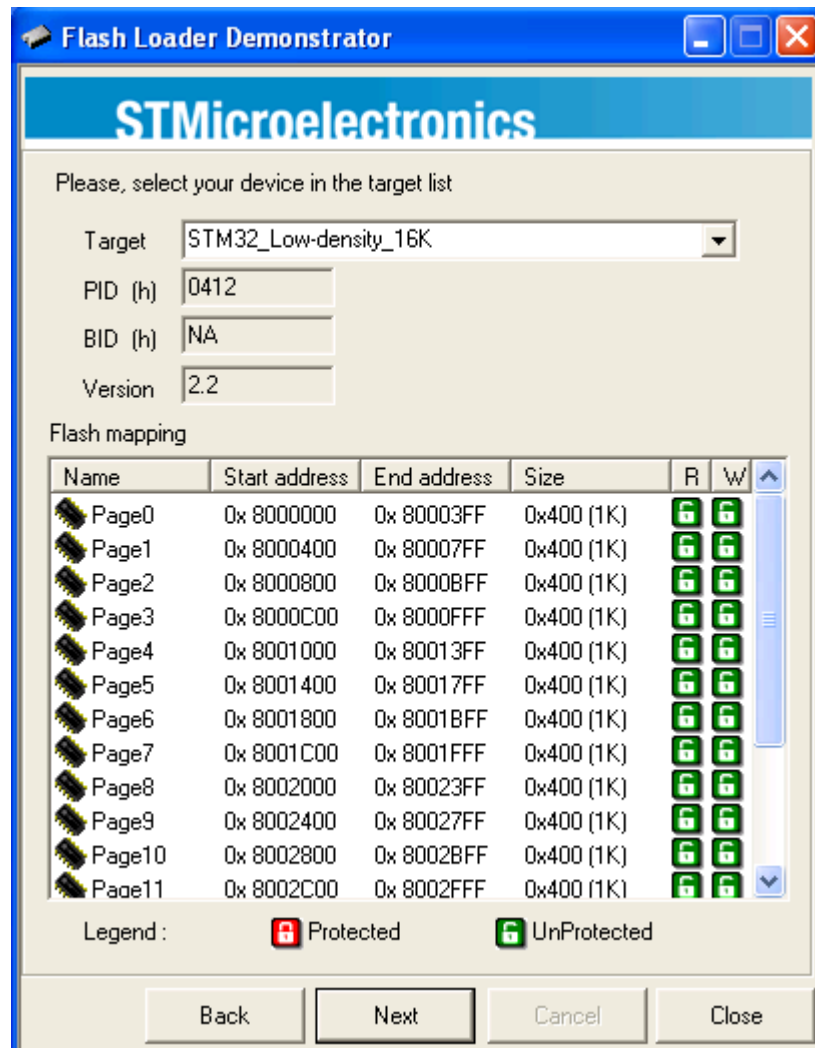 Flash Loader Demonstrator
STMicroelectronics
Please, select your device in the target list
Target STM32_Low-density_16K
PID (h) 0412
BID (h) NA
Version 2.2
Flash mapping
Name Start address End address Size R W
Page0 0x 8000000 0x 80003FF 0x400 (1K)
Page1 0x 8000400 0x 80007FF 0x400 (1K)
Page2 0x 8000800 0x 8000BFF 0x400 (1K)
Page3 0x 8000C00 0x 8000FFF 0x400 (1K)
Page4 0x 8001000 0x 80013FF 0x400 (1K)
Page5 0x 8001400 0x 80017FF 0x400 (1K)
Page6 0x 8001800 0x 8001BFF 0x400 (1K)
Page7 0x 8001C00 0x 8001FFF 0x400 (1K)
Page8 0x 8002000 0x 80023FF 0x400 (1K)
Page9 0x 8002400 0x 80027FF 0x400 (1K)
Page10 0x 8002800 0x 8002BFF 0x400 (1K)
Page11 0x 8002C00 0x 8002FFF 0x400 (1K)
Legend : Protected UnProtected
Back Next Cancel Close